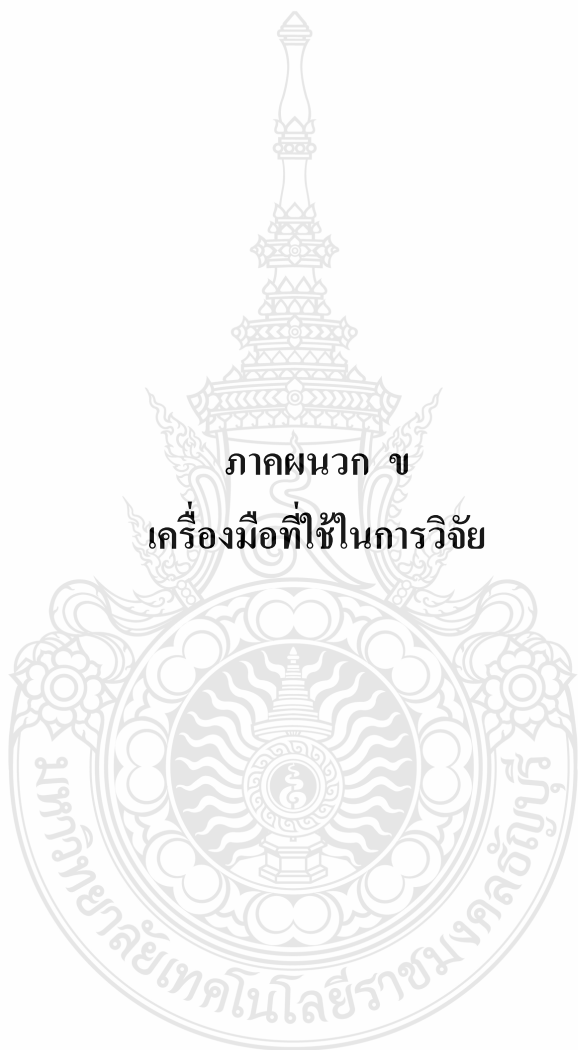 ภาคผนวก ข
เครื่องมือที่ใช้ในการวิจัย
มหาวิทยาลัยเทคโนโลยีราชมงคลธัญบุรี